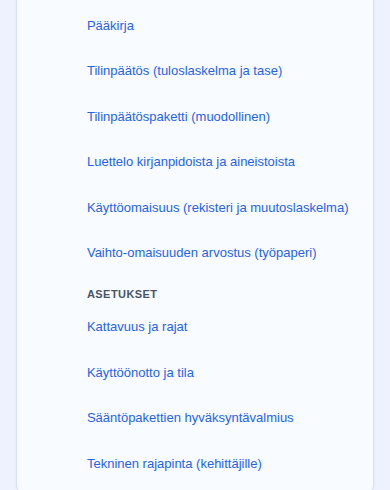 Pääkirja
Tilinpäätös (tuloslaskelma ja tase)
Tilinpäätöspaketti (muodollinen)
Luettelo kirjanpidoista ja aineistoista
Käyttöomaisuus (rekisteri ja muutoslaskelma)
Vaihto-omaisuuden arvostus (työpaperi)
ASETUKSET
Kattavuus ja rajat
Käyttöönotto ja tila
Sääntöpakettien hyväksyntävalmius
Tekninen rajapinta (kehittäjille)